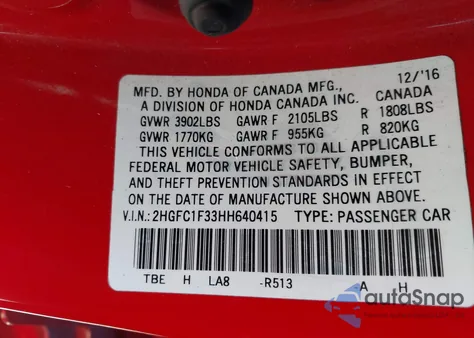 MFD. BY HONDA OF CANADA MFG., 12/'16
A DIVISION OF HONDA CANADA INC. CANADA
GVWR 3902LBS GAWR F 2105LBS R 1808LBS
GVWR 1770KG GAWR F 955KG R 820KG
THIS VEHICLE CONFORMS TO ALL APPLICABLE
FEDERAL MOTOR VEHICLE SAFETY, BUMPER,
AND THEFT PREVENTION STANDARDS IN EFFECT
ON THE DATE OF MANUFACTURE SHOWN ABOVE.
V.I.N.: 2HGFC1F33HH640415 TYPE: PASSENGER CAR
TBE H LA8 -R513 A H
autoSnap